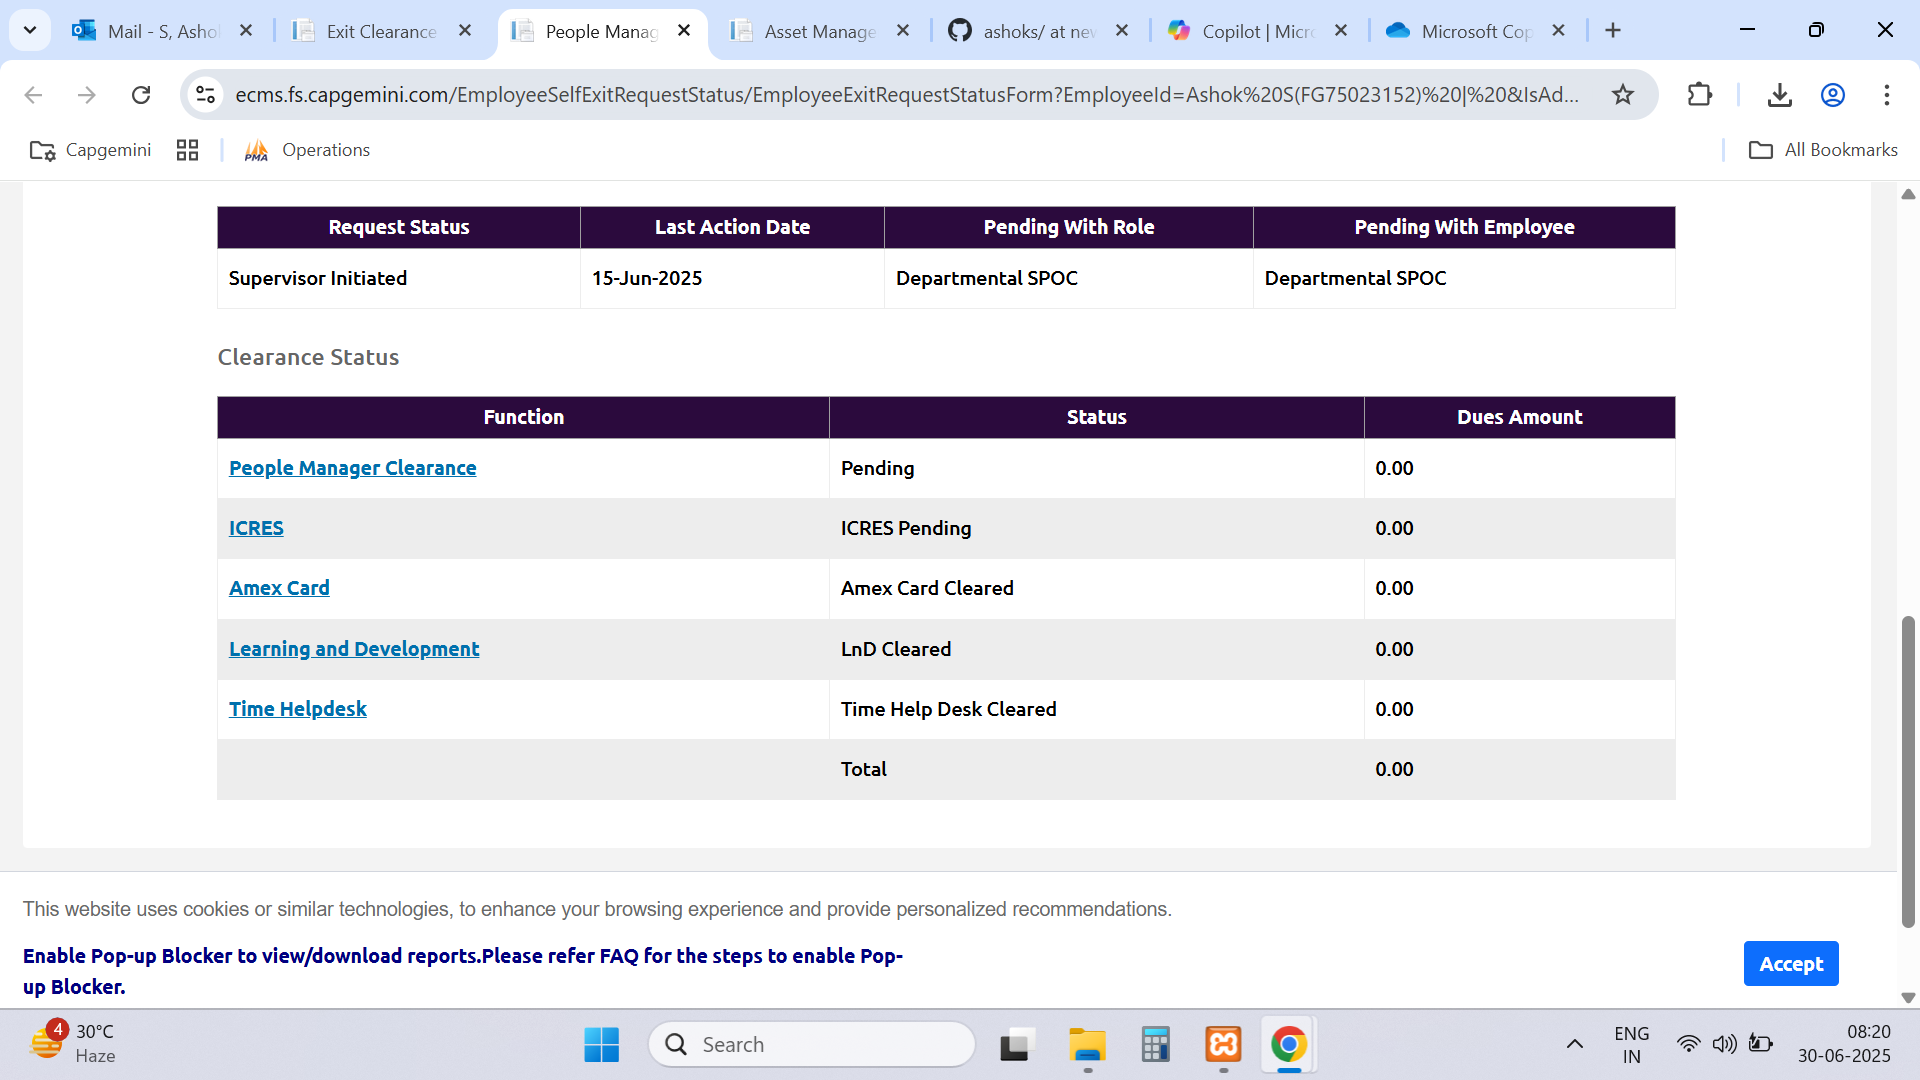 Mail - S, Ashol
Exit Clearance
People Manag
Asset Manage
ashoks/ at nev
Copilot | Micro
Microsoft Cop
ecms.fs.capgemini.com/EmployeeSelfExitRequestStatus/EmployeeExitRequestStatusForm?EmployeeId=Ashok%20S(FG75023152)%20|%20&IsAd...
Capgemini
PMA Operations
All Bookmarks
Request Status Last Action Date Pending With Role Pending With Employee
Supervisor Initiated 15-Jun-2025 Departmental SPOC Departmental SPOC
Clearance Status
Function Status Dues Amount
People Manager Clearance Pending 0.00
ICRES ICRES Pending 0.00
Amex Card Amex Card Cleared 0.00
Learning and Development LnD Cleared 0.00
Time Helpdesk Time Help Desk Cleared 0.00
Total 0.00
This website uses cookies or similar technologies, to enhance your browsing experience and provide personalized recommendations.
Enable Pop-up Blocker to view/download reports.Please refer FAQ for the steps to enable Pop-
up Blocker.
Accept
4
30°C
Haze
Search
ENG
IN
08:20
30-06-2025